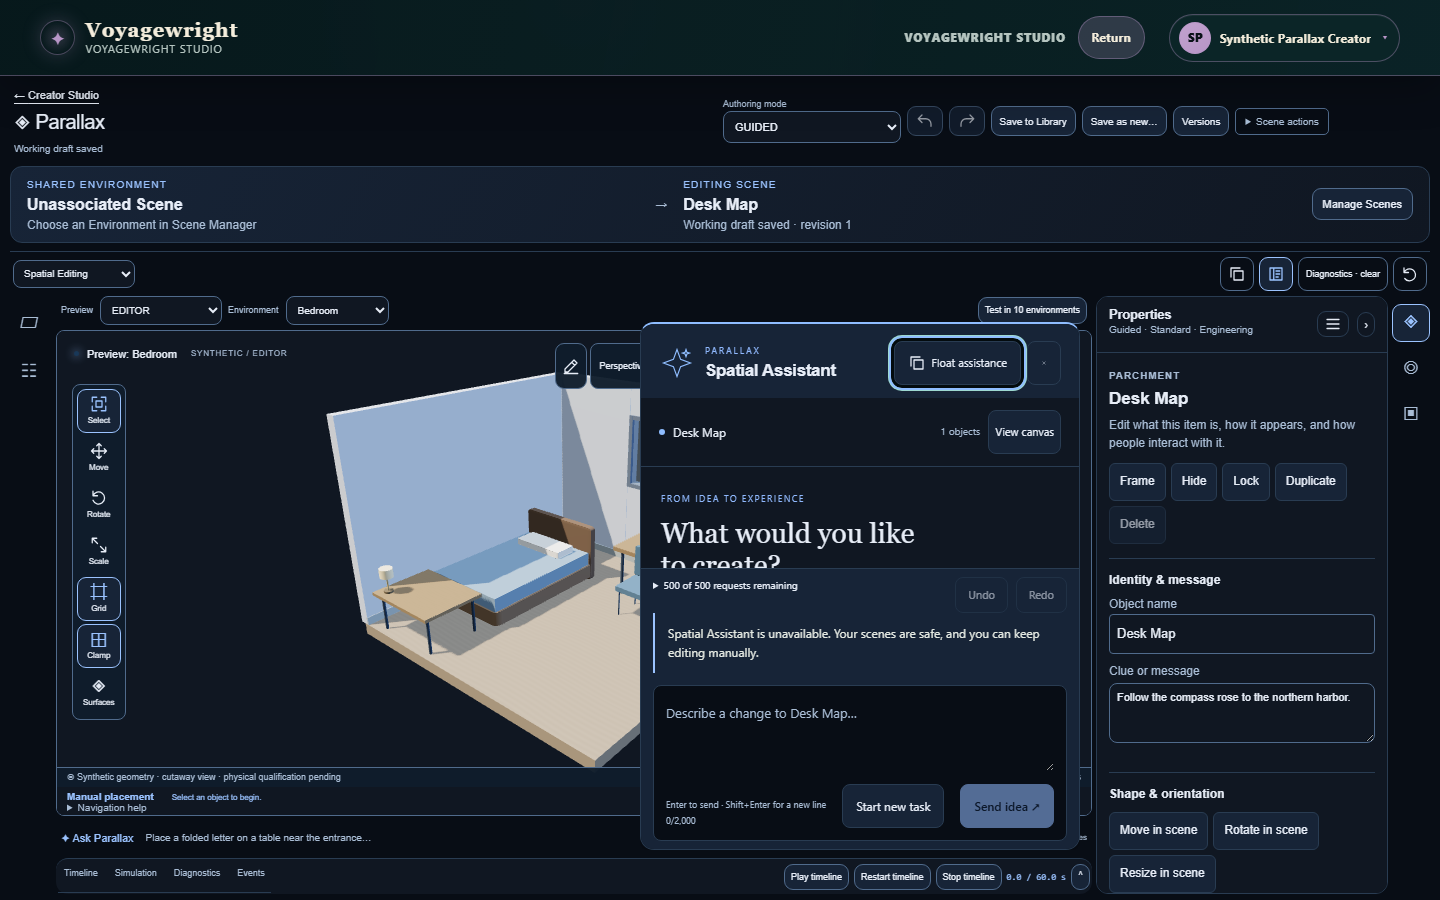 Voyagewright
VOYAGEWRIGHT STUDIO
VOYAGEWRIGHT STUDIO
Return
SP
Synthetic Parallax Creator
← Creator Studio
Parallax
Working draft saved
Authoring mode
GUIDED
Save to Library
Save as new...
Versions
Scene actions
SHARED ENVIRONMENT
Unassociated Scene
Choose an Environment in Scene Manager
→
EDITING SCENE
Desk Map
Working draft saved · revision 1
Manage Scenes
Spatial Editing
Diagnostics · clear
Preview
EDITOR
Environment
Bedroom
Test in 10 environments
Preview: Bedroom
SYNTHETIC / EDITOR
Select
Move
Rotate
Scale
Grid
Clamp
Surfaces
PARALLAX
Spatial Assistant
Float assistance
Desk Map
1 objects
View canvas
FROM IDEA TO EXPERIENCE
What would you like
to create?
500 of 500 requests remaining
Undo
Redo
Spatial Assistant is unavailable. Your scenes are safe, and you can keep
editing manually.
Describe a change to Desk Map...
Enter to send · Shift+Enter for a new line
0/2,000
Start new task
Send idea ↗
Synthetic geometry · cutaway view · physical qualification pending
Manual placement
Select an object to begin.
Navigation help
Ask Parallax
Place a folded letter on a table near the entrance...
Timeline
Simulation
Diagnostics
Events
Play timeline
Restart timeline
Stop timeline
0.0 / 60.0 s
Properties
Guided · Standard · Engineering
PARCHMENT
Desk Map
Edit what this item is, how it appears, and how
people interact with it.
Frame
Hide
Lock
Duplicate
Delete
Identity & message
Object name
Desk Map
Clue or message
Follow the compass rose to the northern harbor.
Shape & orientation
Move in scene
Rotate in scene
Resize in scene